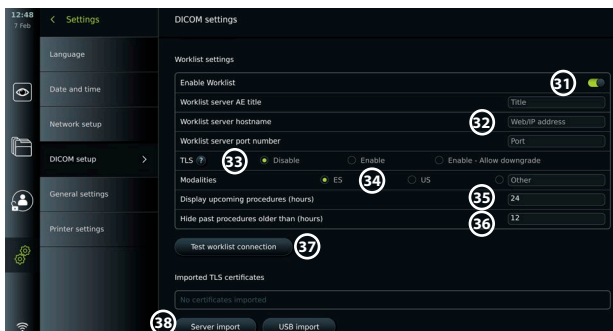 12:48
7 Feb
< Settings
DICOM settings
Language
Date and time
Network setup
DICOM setup >
General settings
Printer settings
Worklist settings
Enable Worklist 31
Worklist server AE title Title
Worklist server hostname 32 Web/IP address
Worklist server port number Port
TLS ? 33 Disable Enable Enable - Allow downgrade
Modalities ES 34 US Other
Display upcoming procedures (hours) 35 24
Hide past procedures older than (hours) 36 12
Test worklist connection 37
Imported TLS certificates
No certificates imported
38 Server import USB import